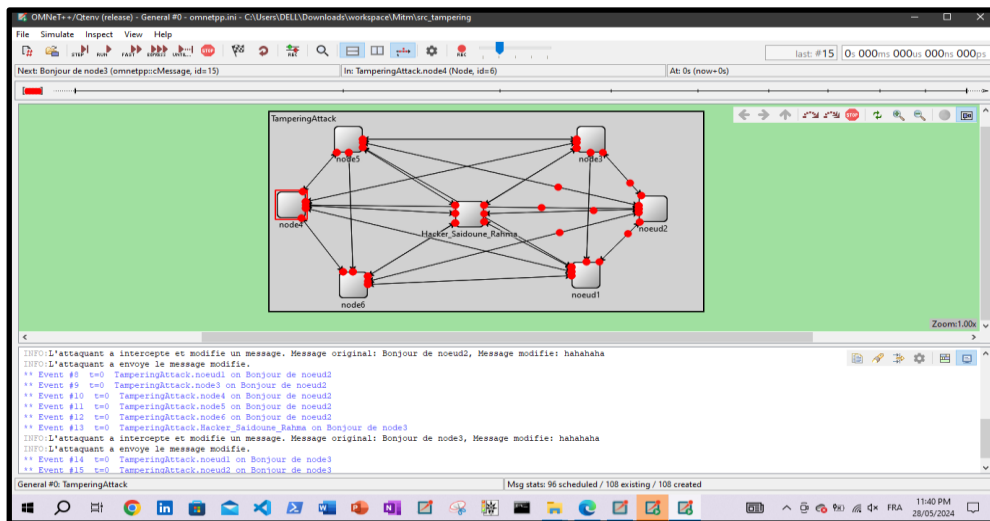 OMNeT++/Qtenv (release) - General #0 - omnetpp.ini - C:\Users\DELL\Downloads\workspace\Mitm\src_tampering
File Simulate Inspect View Help
STEP RUN FAST EXPRESS UNTIL... STOP REC REC last: #15 0s 000ms 000us 000ns 000ps
Next: Bonjour de node3 (omnetpp::cMessage, id=15) In: TamperingAttack.node4 (Node, id=6) At: 0s (now+0s)
STOP
TamperingAttack
node5 node3
node4 Hacker_Saidoune_Rahma noeud2
node6 noeud1
Zoom:1.00x
INFO:L'attaquant a intercepte et modifie un message. Message original: Bonjour de noeud2, Message modifie: hahahaha
INFO:L'attaquant a envoye le message modifie.
** Event #8 t=0 TamperingAttack.noeud1 on Bonjour de noeud2
** Event #9 t=0 TamperingAttack.node3 on Bonjour de noeud2
** Event #10 t=0 TamperingAttack.node4 on Bonjour de noeud2
** Event #11 t=0 TamperingAttack.node5 on Bonjour de noeud2
** Event #12 t=0 TamperingAttack.node6 on Bonjour de noeud2
** Event #13 t=0 TamperingAttack.Hacker_Saidoune_Rahma on Bonjour de node3
INFO:L'attaquant a intercepte et modifie un message. Message original: Bonjour de node3, Message modifie: hahahaha
INFO:L'attaquant a envoye le message modifie.
** Event #14 t=0 TamperingAttack.noeud1 on Bonjour de node3
** Event #15 t=0 TamperingAttack.noeud2 on Bonjour de node3
General #0: TamperingAttack Msg stats: 96 scheduled / 108 existing / 108 created
FRA 11:40 PM
28/05/2024